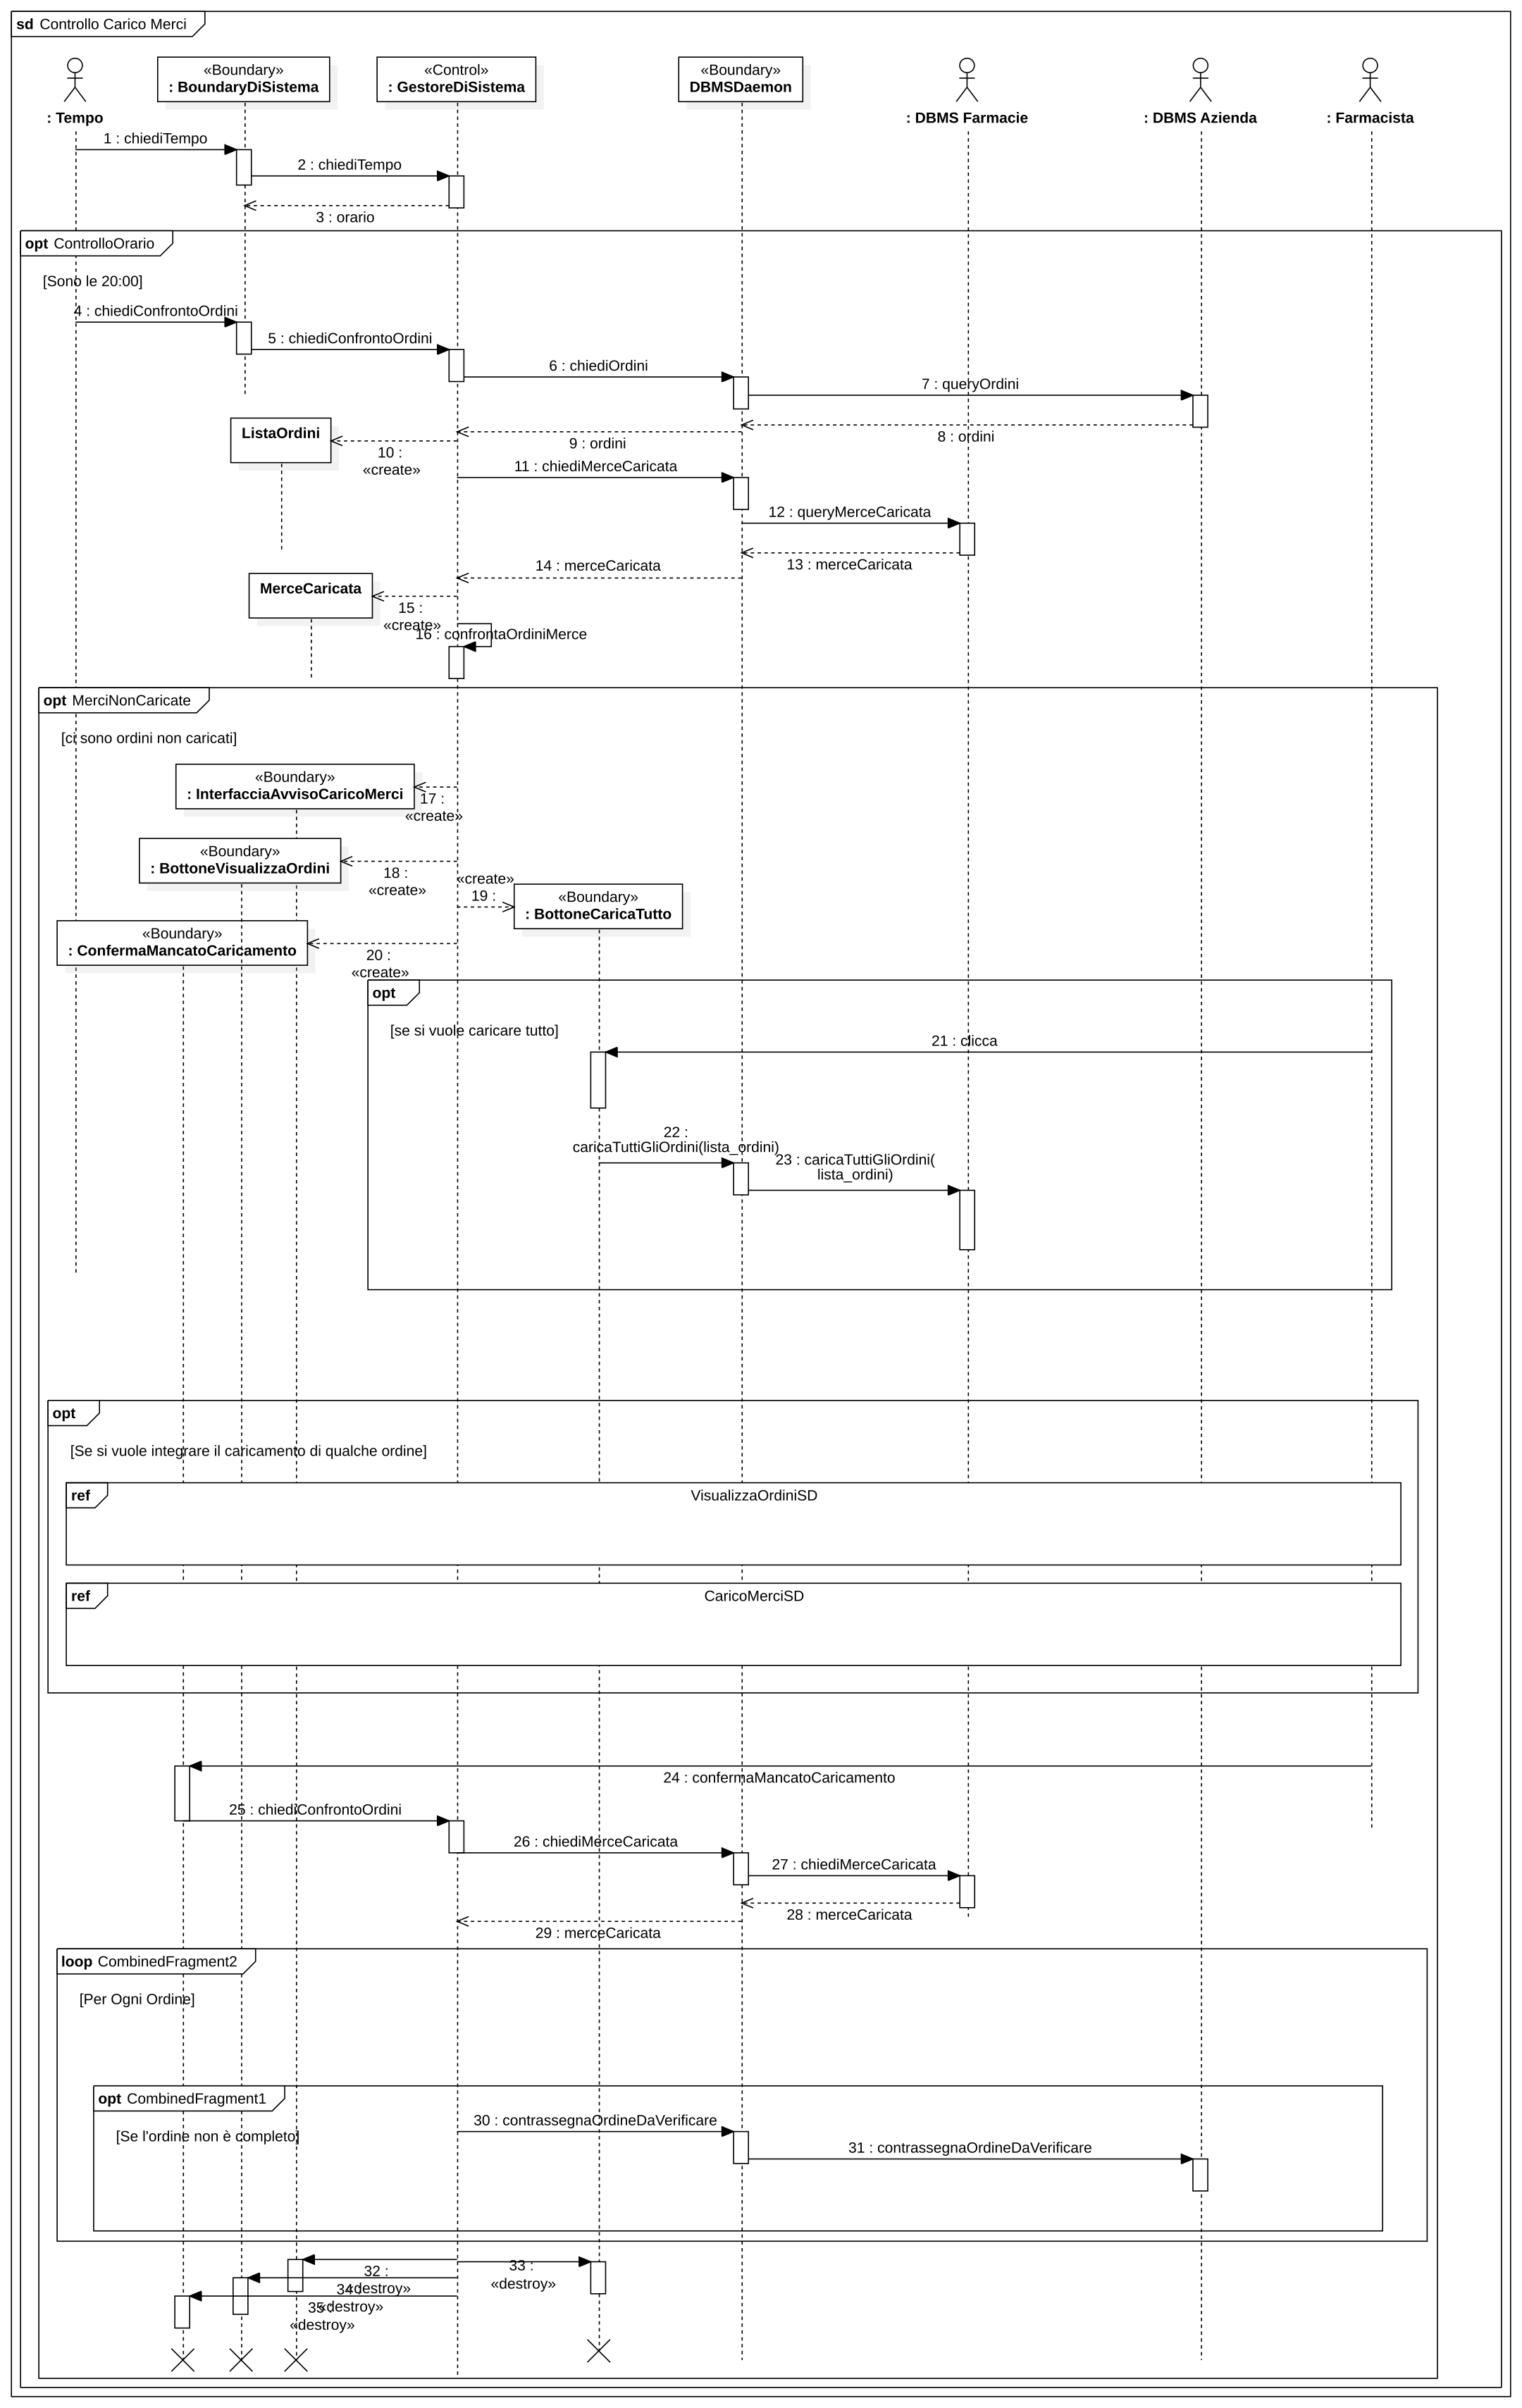 sd Controllo Carico Merci
«Boundary»
: BoundaryDiSistema
«Control»
: GestoreDiSistema
«Boundary»
DBMSDaemon
: Tempo
: DBMS Farmacie
: DBMS Azienda
: Farmacista
1 : chiediTempo
2 : chiediTempo
3 : orario
opt ControlloOrario
[Sono le 20:00]
4 : chiediConfrontoOrdini
5 : chiediConfrontoOrdini
6 : chiediOrdini
7 : queryOrdini
8 : ordini
9 : ordini
ListaOrdini
10 :
«create»
11 : chiediMerceCaricata
12 : queryMerceCaricata
13 : merceCaricata
14 : merceCaricata
MerceCaricata
15 :
«create»
16 : confrontaOrdiniMerce
opt MerciNonCaricate
[ci sono ordini non caricati]
«Boundary»
: InterfacciaAvvisoCaricoMerci
17 :
«create»
«Boundary»
: BottoneVisualizzaOrdini
18 :
«create»
«create»
19 :
«Boundary»
: BottoneCaricaTutto
«Boundary»
: ConfermaMancatoCaricamento
20 :
«create»
opt
[se si vuole caricare tutto]
21 : clicca
22 :
caricaTuttiGliOrdini(lista_ordini)
23 : caricaTuttiGliOrdini(
lista_ordini)
opt
[Se si vuole integrare il caricamento di qualche ordine]
ref
VisualizzaOrdiniSD
ref
CaricoMerciSD
24 : confermaMancatoCaricamento
25 : chiediConfrontoOrdini
26 : chiediMerceCaricata
27 : chiediMerceCaricata
28 : merceCaricata
29 : merceCaricata
loop CombinedFragment2
[Per Ogni Ordine]
opt CombinedFragment1
[Se l'ordine non è completo]
30 : contrassegnaOrdineDaVerificare
31 : contrassegnaOrdineDaVerificare
32 :
«destroy»
33 :
«destroy»
34 :
«destroy»
35 :
«destroy»